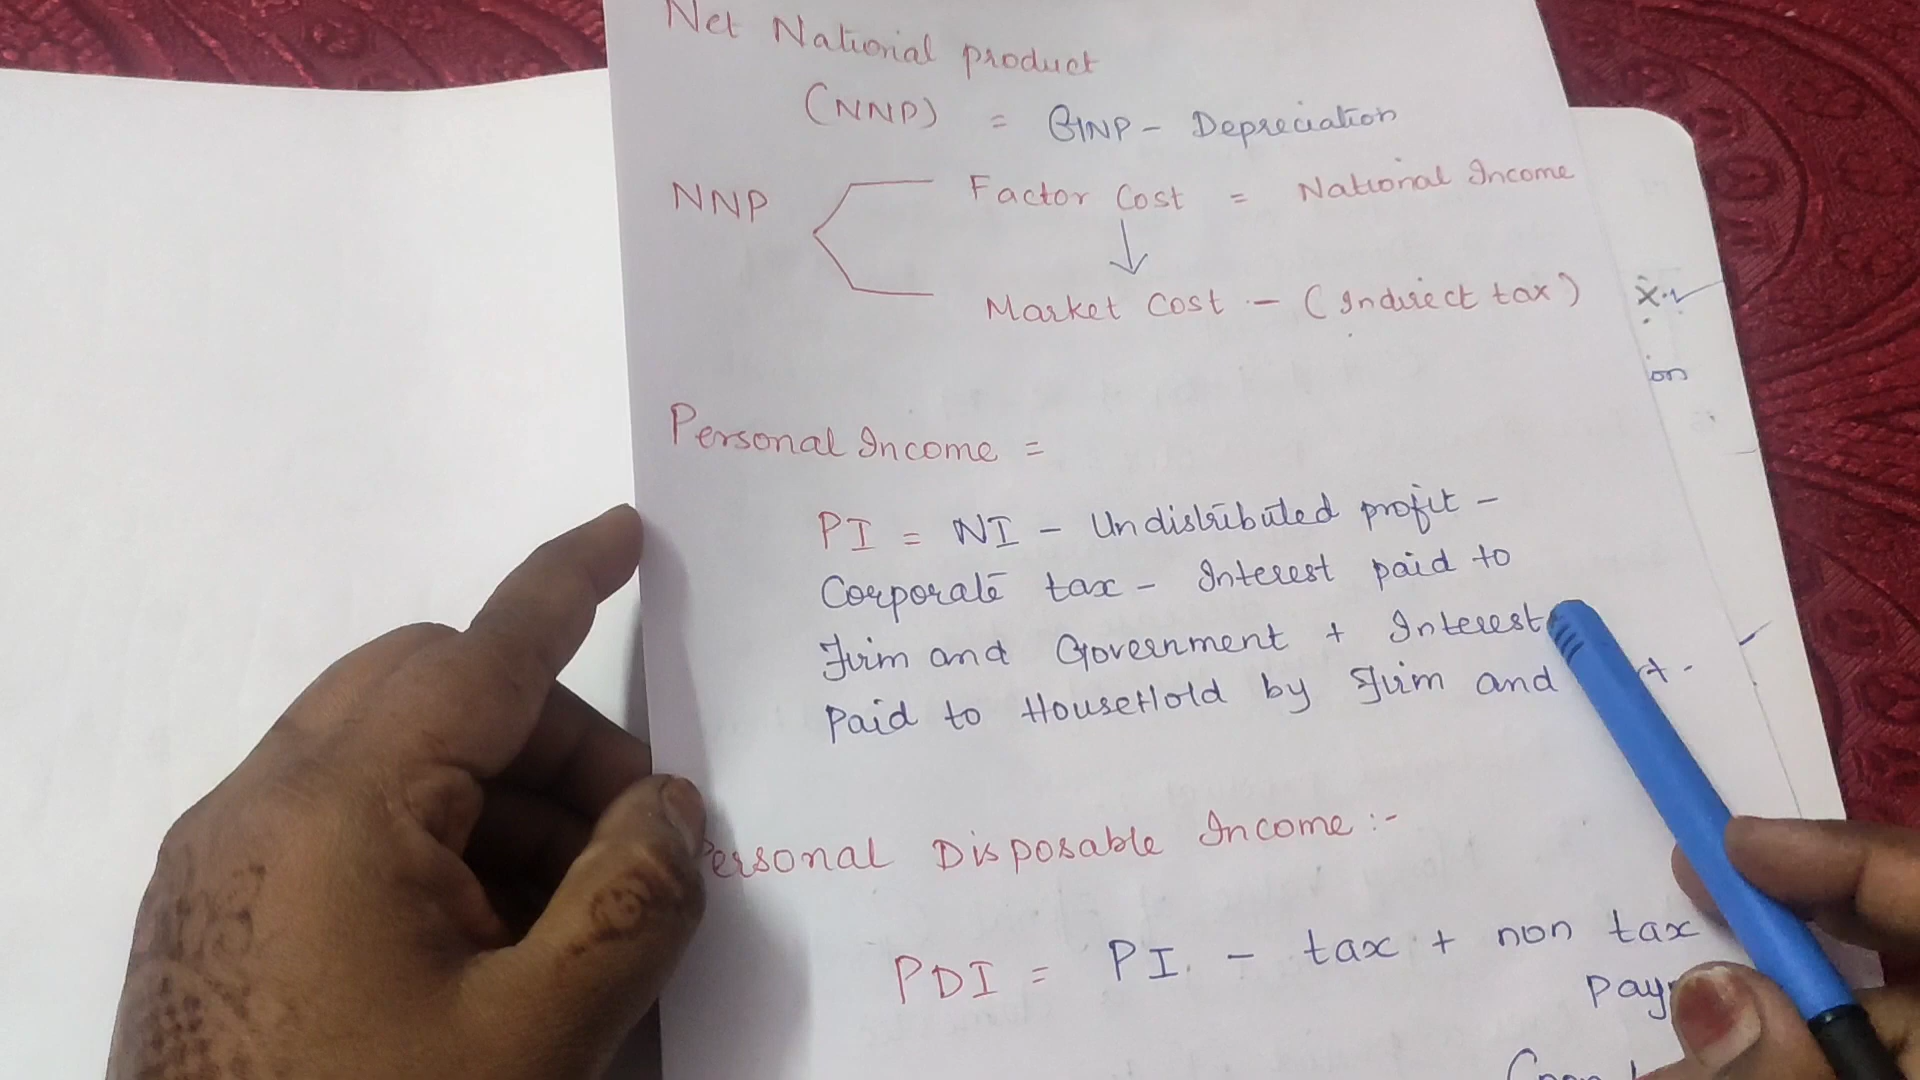 Net National product
(NNP) = GNP - Depreciation
NNP Factor Cost = National Income
Market Cost - (Indirect tax)
on
Personal Income =
PI = NI - Undistributed profit -
Corporate tax - Interest paid to
Firm and Government + Interest
paid to HouseHold by Firm and
Personal Disposable Income :-
PDI = PI. - tax + non tax